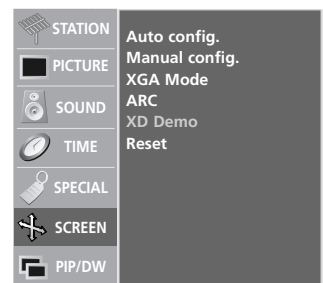 STATION
PICTURE
SOUND
TIME
SPECIAL
SCREEN
PIP/DW
Auto config.
Manual config.
XGA Mode
ARC
XD Demo
Reset